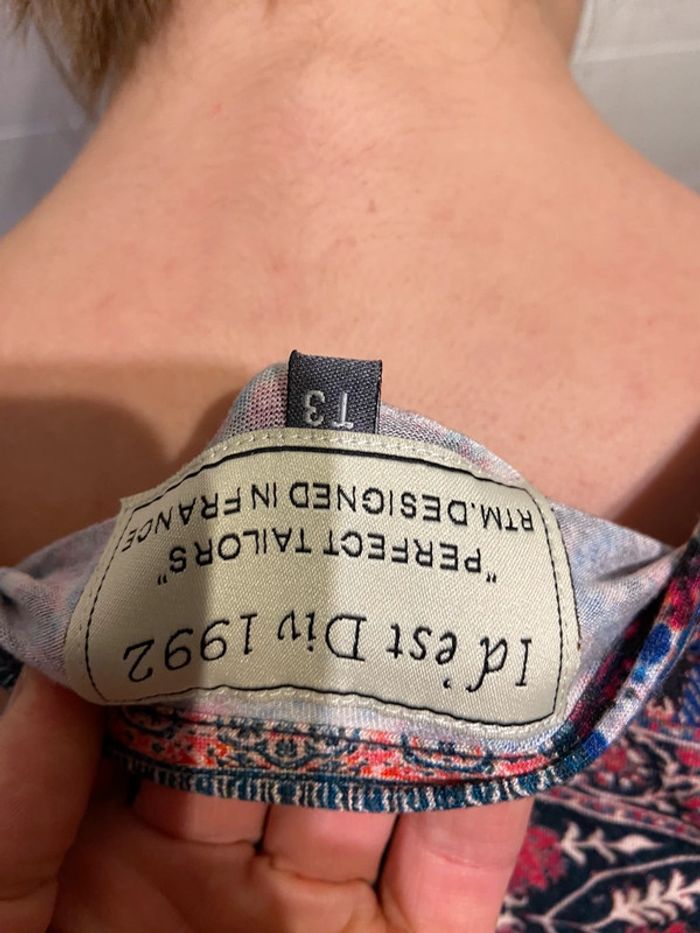 Id'est Div 1992
"PERFECT TAILORS"
RTM.DESIGNED IN FRANCE
T3